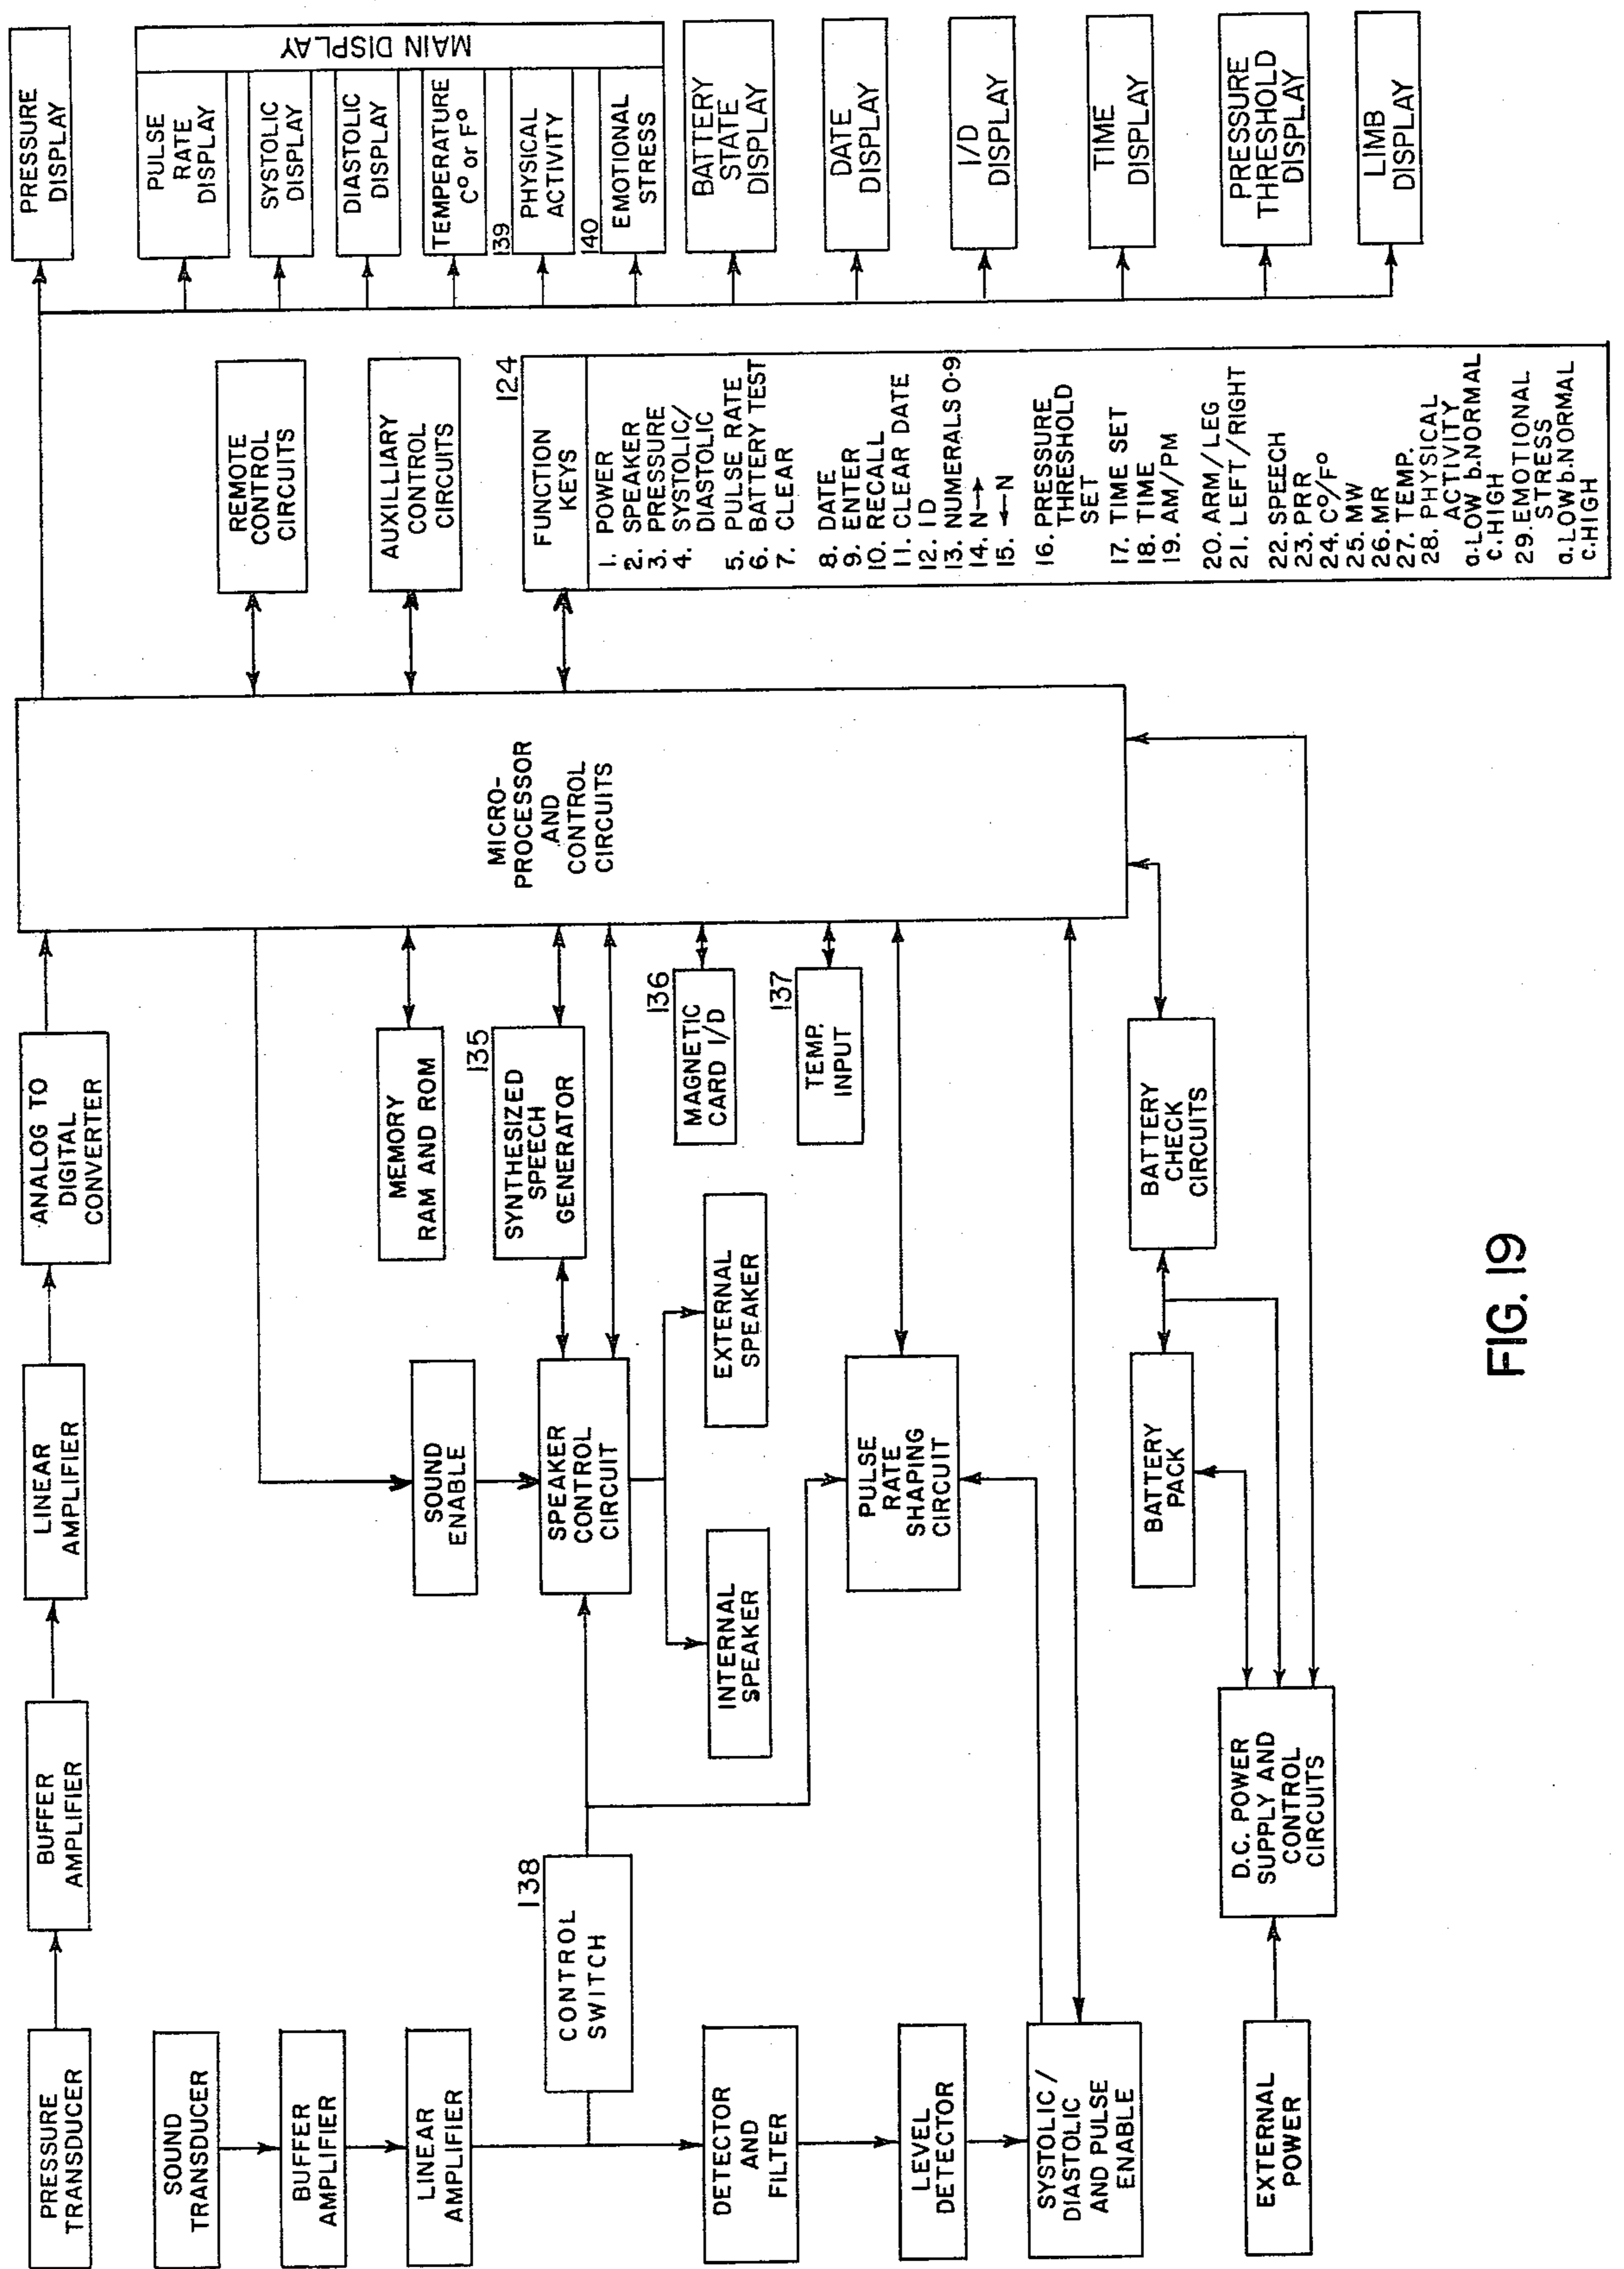 PRESSURE
TRANSDUCER
BUFFER
AMPLIFIER
LINEAR
AMPLIFIER
ANALOG TO
DIGITAL
CONVERTER
PRESSURE
DISPLAY
SOUND
TRANSDUCER
BUFFER
AMPLIFIER
LINEAR
AMPLIFIER
138
CONTROL
SWITCH
DETECTOR
AND
FILTER
LEVEL
DETECTOR
SYSTOLIC /
DIASTOLIC
AND PULSE
ENABLE
EXTERNAL
POWER
D.C. POWER
SUPPLY AND
CONTROL
CIRCUITS
SOUND
ENABLE
SPEAKER
CONTROL
CIRCUIT
INTERNAL
SPEAKER
EXTERNAL
SPEAKER
PULSE
RATE
SHAPING
CIRCUIT
BATTERY
PACK
MEMORY
RAM AND ROM
135
SYNTHESIZED
SPEECH
GENERATOR
136
MAGNETIC
CARD I/D
137
TEMP.
INPUT
BATTERY
CHECK
CIRCUITS
MICRO-
PROCESSOR
AND
CONTROL
CIRCUITS
REMOTE
CONTROL
CIRCUITS
AUXILLIARY
CONTROL
CIRCUITS
124
FUNCTION
KEYS
1. POWER
2. SPEAKER
3. PRESSURE
4. SYSTOLIC/
DIASTOLIC
5. PULSE RATE
6. BATTERY TEST
7. CLEAR
8. DATE
9. ENTER
10. RECALL
11. CLEAR DATE
12. ID
13. NUMERALS 0-9
14. N→
15. ←N
16. PRESSURE
THRESHOLD
SET
17. TIME SET
18. TIME
19. AM/PM
20. ARM/LEG
21. LEFT/RIGHT
22. SPEECH
23. PRR
24. C°/F°
25. MW
26. MR
27. TEMP.
28. PHYSICAL
ACTIVITY
a. LOW b. NORMAL
c. HIGH
29. EMOTIONAL
STRESS
a. LOW b. NORMAL
c. HIGH
MAIN DISPLAY
PULSE
RATE
DISPLAY
SYSTOLIC
DISPLAY
DIASTOLIC
DISPLAY
TEMPERATURE
C° or F°
139
PHYSICAL
ACTIVITY
140
EMOTIONAL
STRESS
BATTERY
STATE
DISPLAY
DATE
DISPLAY
I/D
DISPLAY
TIME
DISPLAY
PRESSURE
THRESHOLD
DISPLAY
LIMB
DISPLAY
FIG. 19